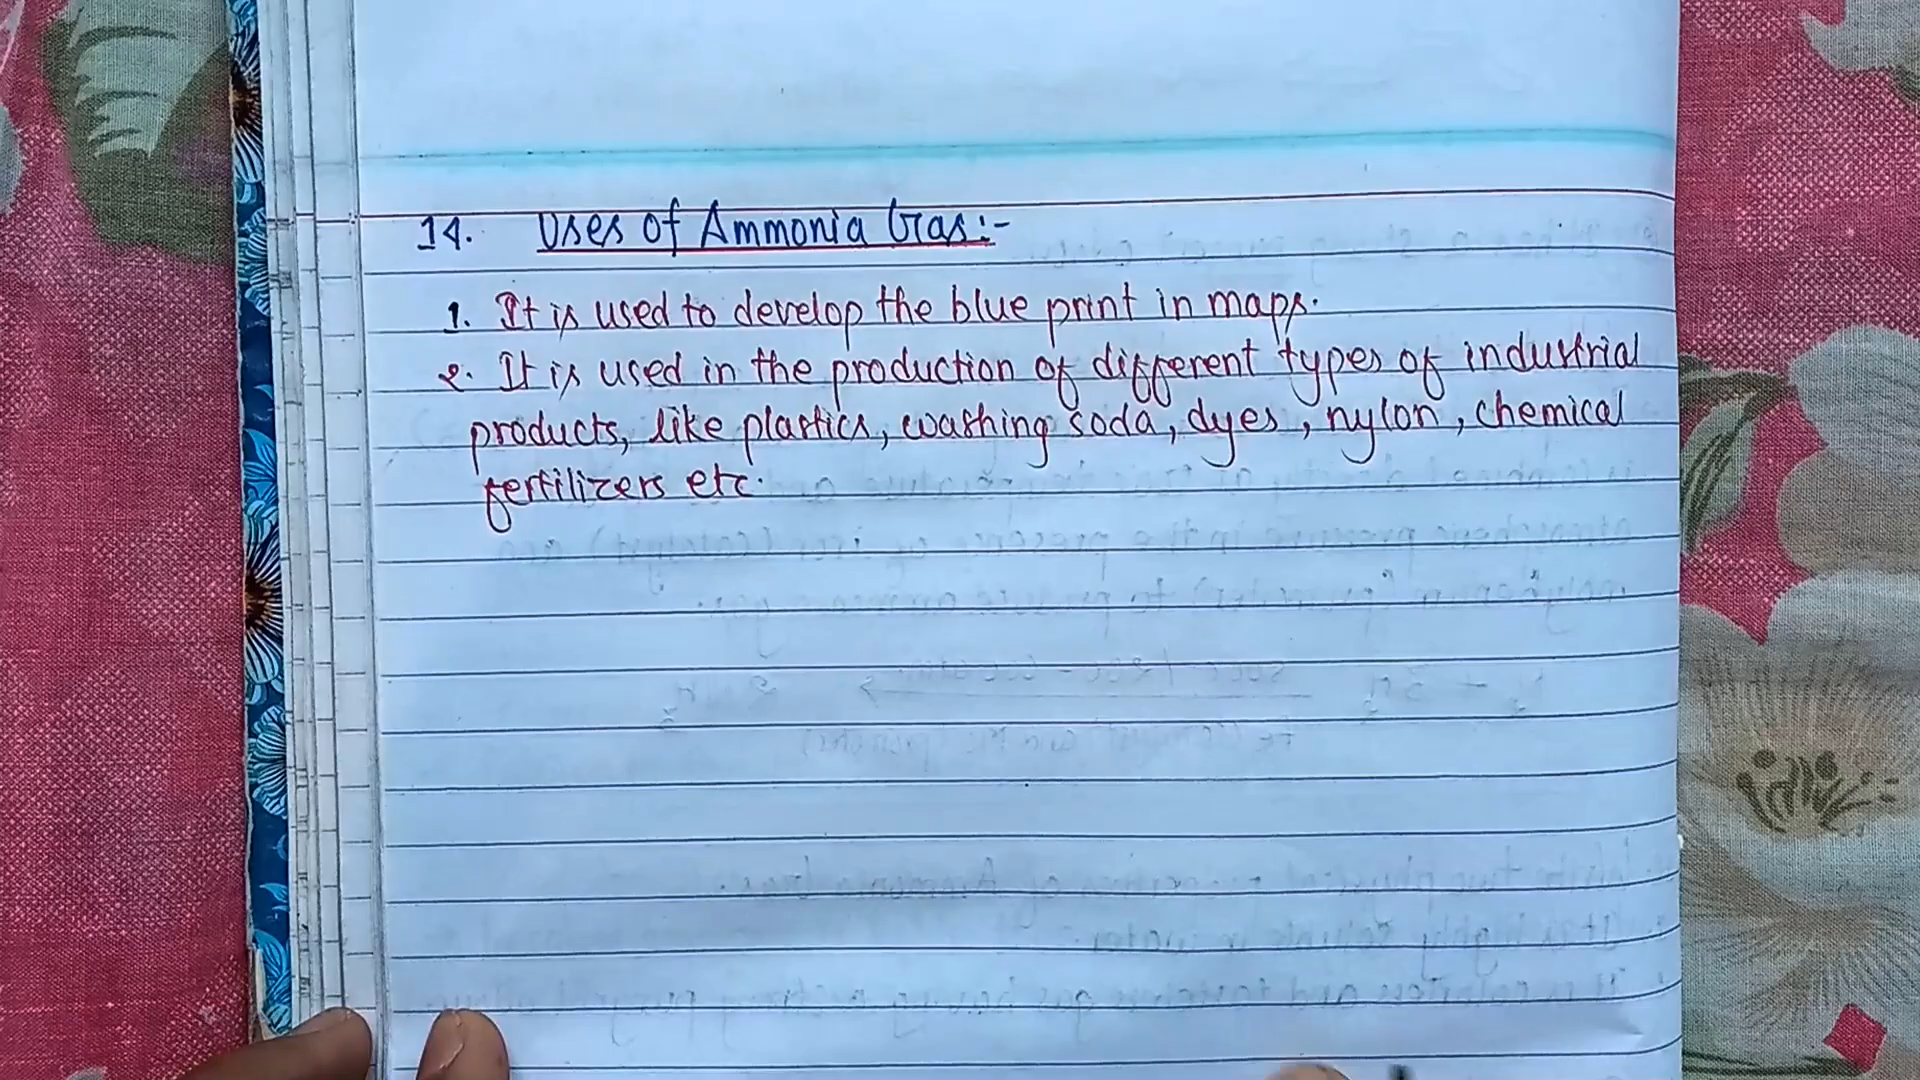 14. Uses of Ammonia Gas:-
1. It is used to develop the blue print in maps.
2. It is used in the production of different types of industrial
products, like plastics, washing soda, dyes, nylon, chemical
fertilizers etc.